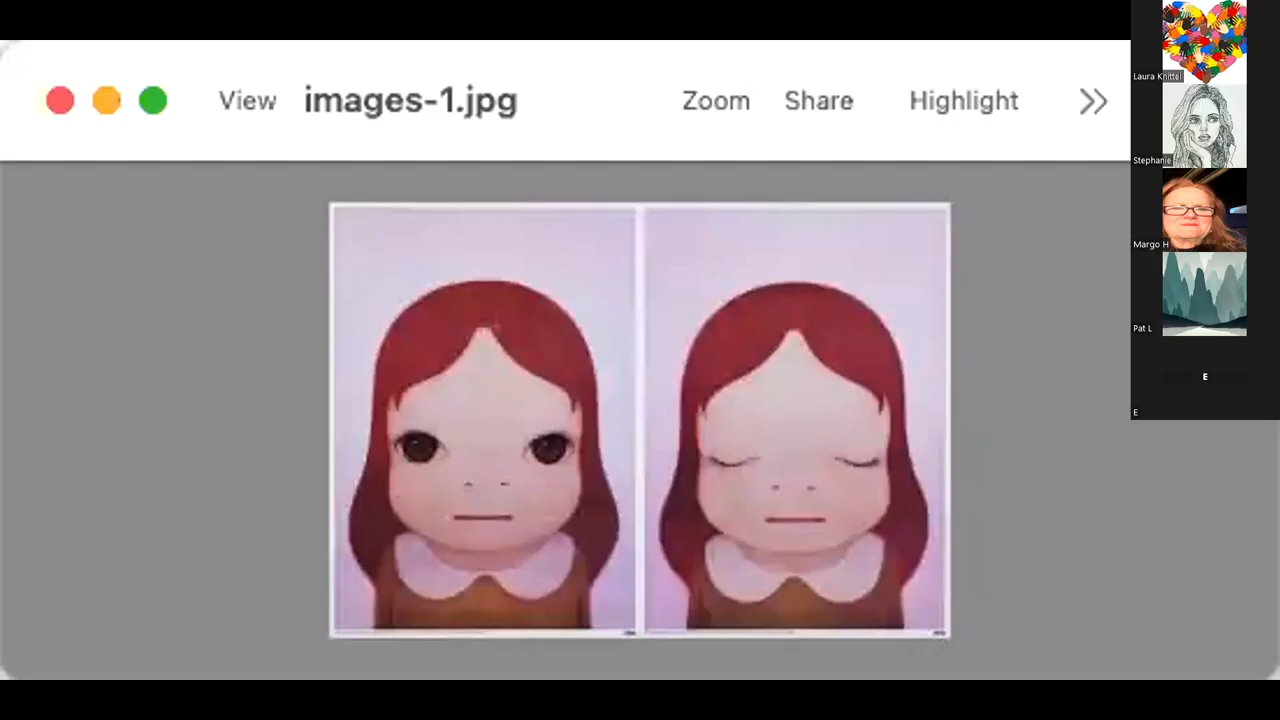 View images-1.jpg Zoom Share Highlight
Laura Knittel
Stephanie
Margo H
Pat L
E
E